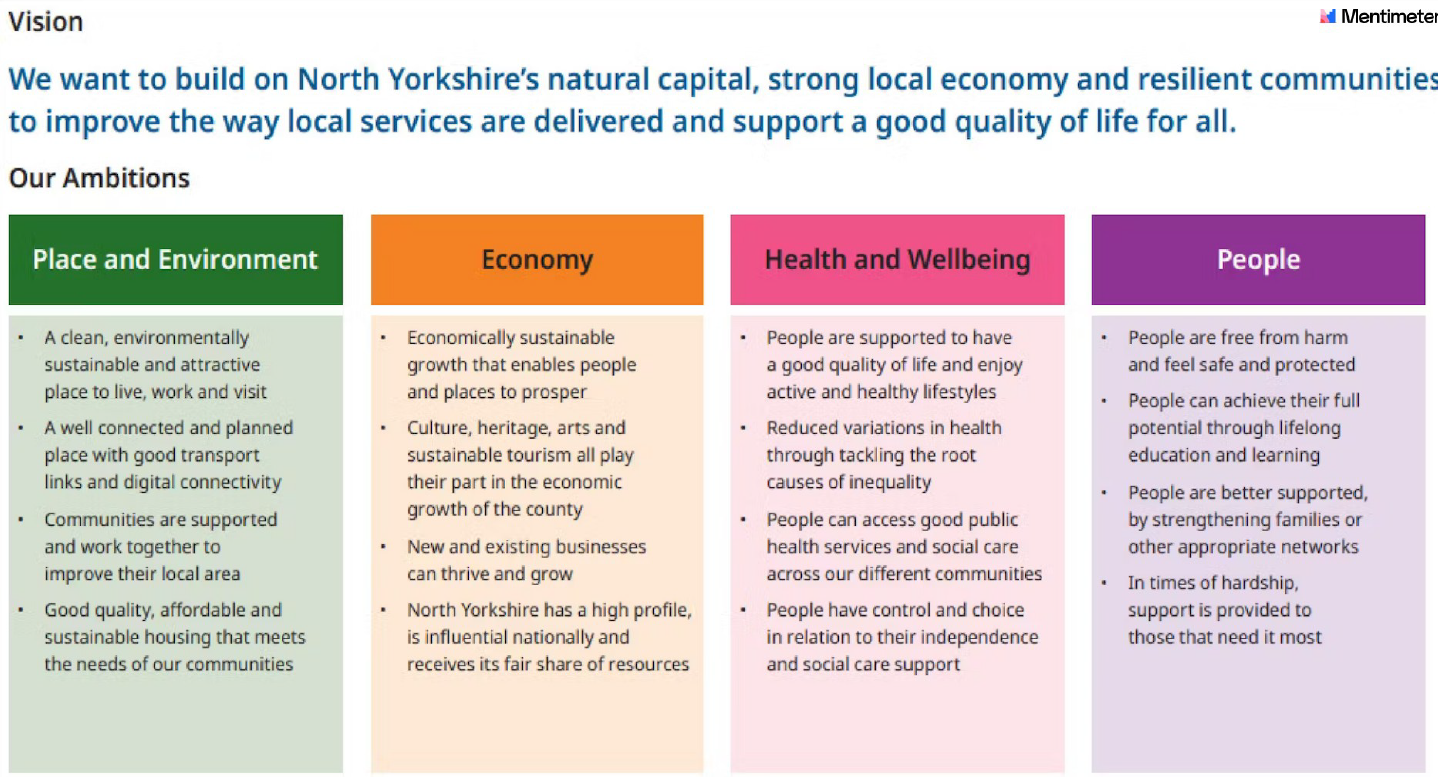 Vision
Mentimeter
We want to build on North Yorkshire's natural capital, strong local economy and resilient communities
to improve the way local services are delivered and support a good quality of life for all.
Our Ambitions
Place and Environment
• A clean, environmentally
sustainable and attractive
place to live, work and visit
• A well connected and planned
place with good transport
links and digital connectivity
• Communities are supported
and work together to
improve their local area
• Good quality, affordable and
sustainable housing that meets
the needs of our communities
Economy
• Economically sustainable
growth that enables people
and places to prosper
• Culture, heritage, arts and
sustainable tourism all play
their part in the economic
growth of the county
• New and existing businesses
can thrive and grow
• North Yorkshire has a high profile,
is influential nationally and
receives its fair share of resources
Health and Wellbeing
• People are supported to have
a good quality of life and enjoy
active and healthy lifestyles
• Reduced variations in health
through tackling the root
causes of inequality
• People can access good public
health services and social care
across our different communities
• People have control and choice
in relation to their independence
and social care support
People
• People are free from harm
and feel safe and protected
• People can achieve their full
potential through lifelong
education and learning
• People are better supported,
by strengthening families or
other appropriate networks
• In times of hardship,
support is provided to
those that need it most